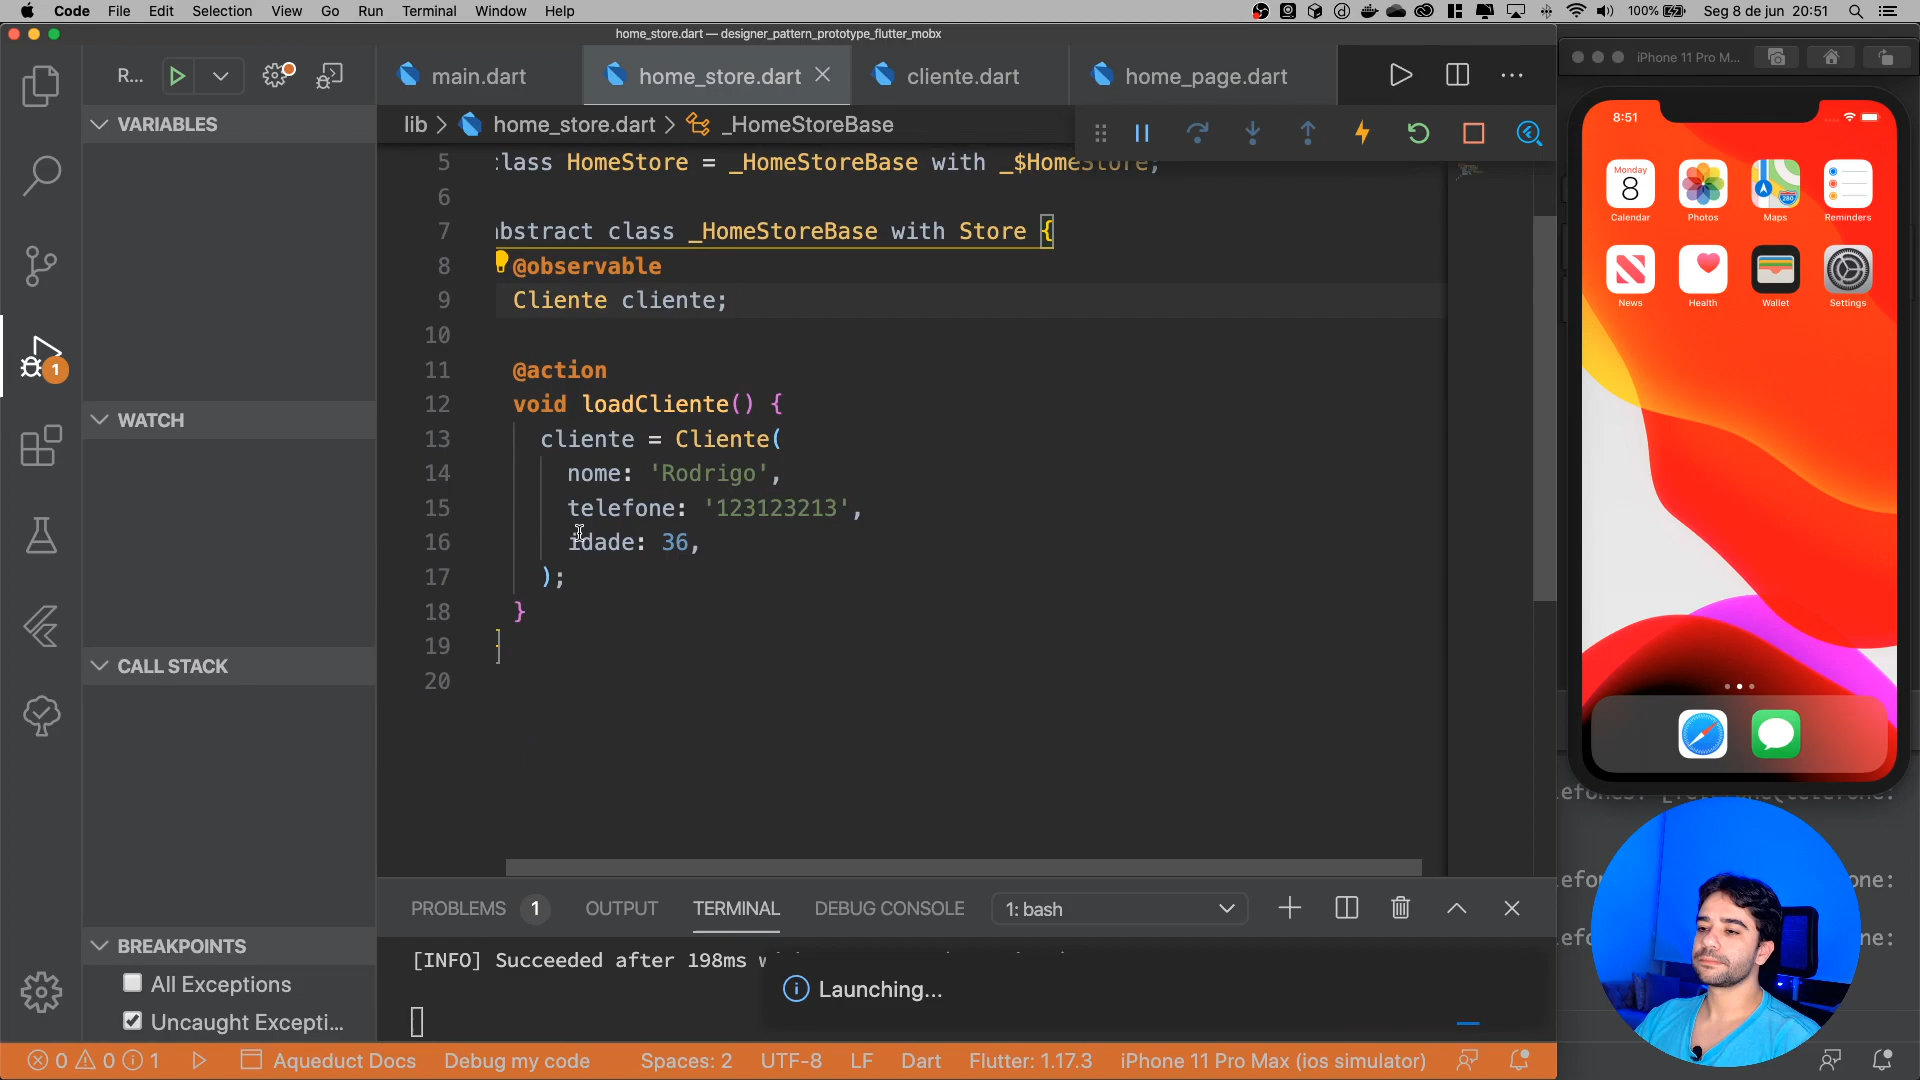 Code File Edit Selection View Go Run Terminal Window Help
100% Seg 8 de jun 20:51
home_store.dart — designer_pattern_prototype_flutter_mobx
R...
main.dart
home_store.dart
cliente.dart
home_page.dart
lib > home_store.dart > _HomeStoreBase
VARIABLES
WATCH
CALL STACK
BREAKPOINTS
All Exceptions
Uncaught Excepti...
1
5 lass HomeStore = _HomeStoreBase with _$HomeStore;
6
7 bstract class _HomeStoreBase with Store {
8 @observable
9 Cliente cliente;
10
11 @action
12 void loadCliente() {
13 cliente = Cliente(
14 nome: 'Rodrigo',
15 telefone: '123123213',
16 idade: 36,
17 );
18 }
19 }
20
PROBLEMS 1 OUTPUT TERMINAL DEBUG CONSOLE 1: bash
[INFO] Succeeded after 198ms
Launching...
0 0 1 Aqueduct Docs Debug my code Spaces: 2 UTF-8 LF Dart Flutter: 1.17.3 iPhone 11 Pro Max (ios simulator)
iPhone 11 Pro M...
8:51
Monday
8
280
Calendar Photos Maps Reminders
News Health Wallet Settings
one:
ne: